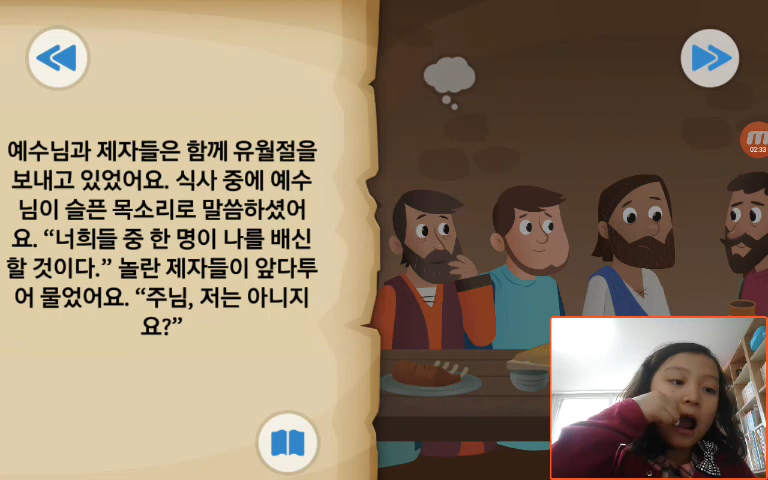 예수님과 제자들은 함께 유월절을
보내고 있었어요. 식사 중에 예수
님이 슬픈 목소리로 말씀하셨어
요. “너희들 중 한 명이 나를 배신
할 것이다.” 놀란 제자들이 앞다투
어 물었어요. “주님, 저는 아니지
요?”
02:33